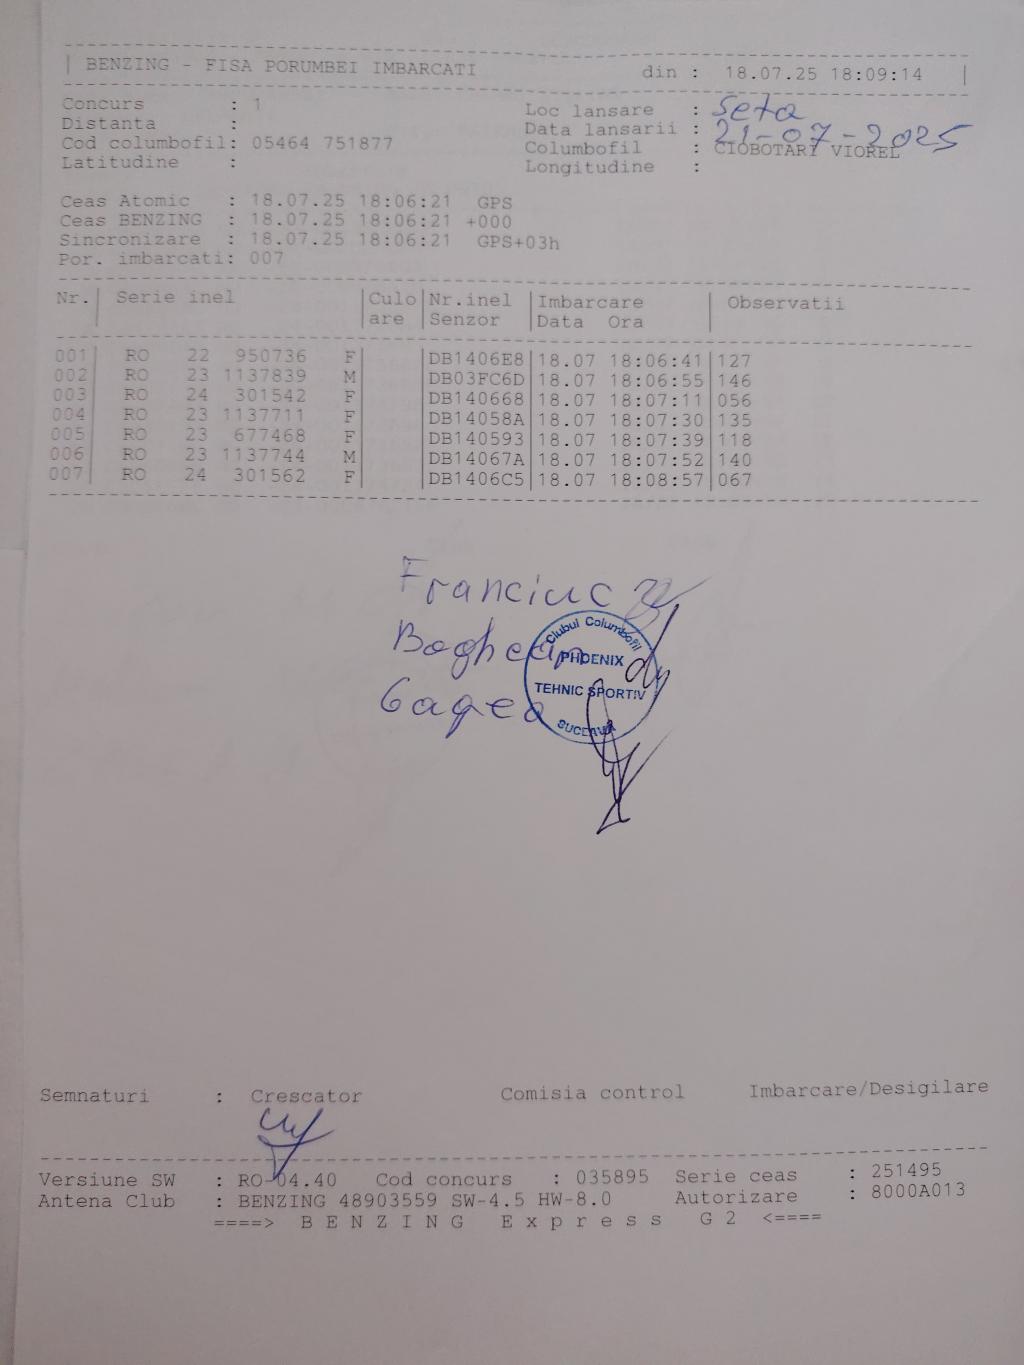 BENZING - FISA PORUMBEI IMBARCATI din : 18.07.25 18:09:14
Concurs : 1 Loc lansare : Seta
Distanta : Data lansarii : 21-07-2025
Cod columbofil: 05464 751877 Columbofil : CIOBOTARI VIOREL
Latitudine : Longitudine :
Ceas Atomic : 18.07.25 18:06:21 GPS
Ceas BENZING : 18.07.25 18:06:21 +000
Sincronizare : 18.07.25 18:06:21 GPS+03h
Por. imbarcati: 007
Nr. | Serie inel | Culo | Nr.inel | Imbarcare | Observatii
are | Senzor | Data Ora
001 | RO 22 950736 F | | DB1406E8 | 18.07 18:06:41 | 127
002 | RO 23 1137839 M | | DB03FC6D | 18.07 18:06:55 | 146
003 | RO 24 301542 F | | DB140668 | 18.07 18:07:11 | 056
004 | RO 23 1137711 F | | DB14058A | 18.07 18:07:30 | 135
005 | RO 23 677468 F | | DB140593 | 18.07 18:07:39 | 118
006 | RO 23 1137744 M | | DB14067A | 18.07 18:07:52 | 140
007 | RO 24 301562 F | | DB1406C5 | 18.07 18:08:57 | 067
Franciuc
Boghean
Gagea
Clubul Columbofil
PHOENIX
TEHNIC SPORTIV
SUCEAVA
Semnaturi : Crescator Comisia control Imbarcare/Desigilare
Versiune SW : RO-04.40 Cod concurs : 035895 Serie ceas : 251495
Antena Club : BENZING 48903559 SW-4.5 HW-8.0 Autorizare : 8000A013
====> B E N Z I N G E x p r e s s G 2 <====